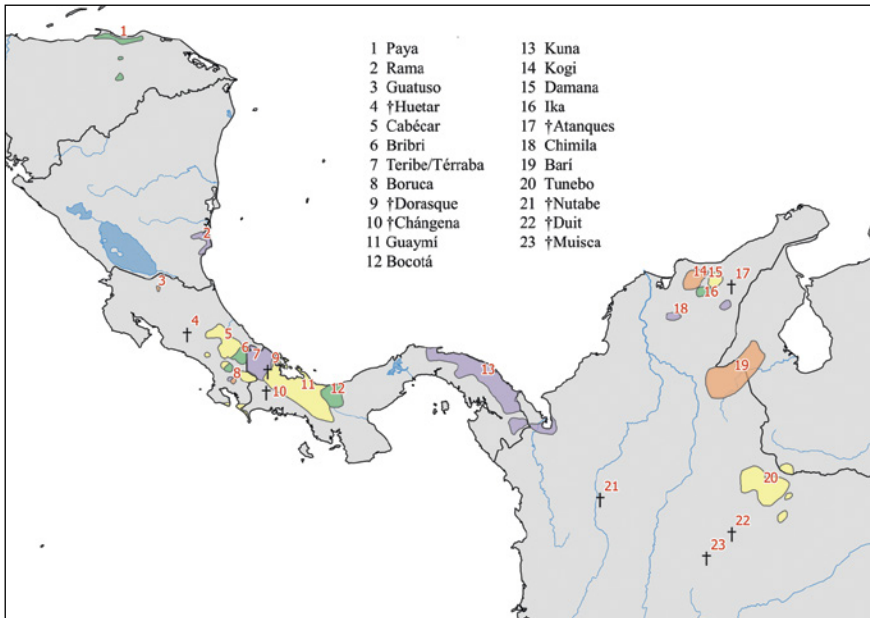 1 Paya
2 Rama
3 Guatuso
4 †Huetar
5 Cabécar
6 Bribri
7 Teribe/Térraba
8 Boruca
9 †Dorasque
10 †Chángena
11 Guaymí
12 Bocotá
13 Kuna
14 Kogi
15 Damana
16 Ika
17 †Atanques
18 Chimila
19 Barí
20 Tunebo
21 †Nutabe
22 †Duit
23 †Muisca
1
2
3
4
5
6
7
8
9
10
11
12
13
14
15
16
17
18
19
20
21
22
23